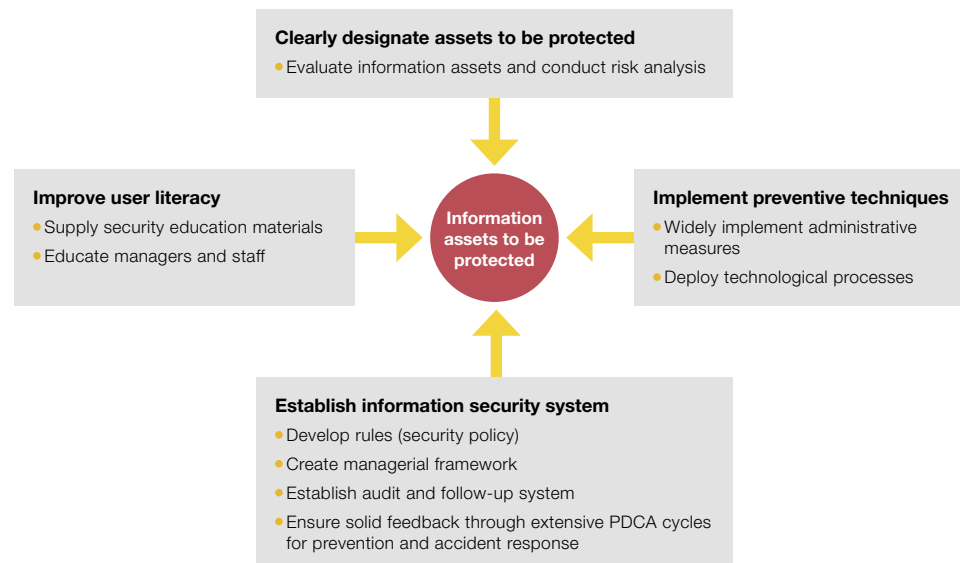 Clearly designate assets to be protected
• Evaluate information assets and conduct risk analysis
Improve user literacy
• Supply security education materials
• Educate managers and staff
Information
assets to be
protected
Implement preventive techniques
• Widely implement administrative
measures
• Deploy technological processes
Establish information security system
• Develop rules (security policy)
• Create managerial framework
• Establish audit and follow-up system
• Ensure solid feedback through extensive PDCA cycles
for prevention and accident response